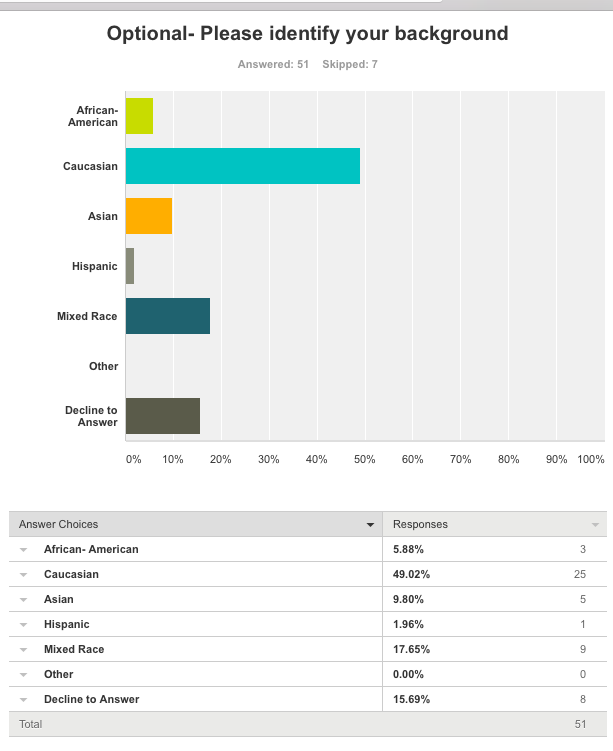 Optional- Please identify your background
Answered: 51 Skipped: 7
African-
American
Caucasian
Asian
Hispanic
Mixed Race
Other
Decline to
Answer
0% 10% 20% 30% 40% 50% 60% 70% 80% 90% 100%
Answer Choices Responses
African- American 5.88% 3
Caucasian 49.02% 25
Asian 9.80% 5
Hispanic 1.96% 1
Mixed Race 17.65% 9
Other 0.00% 0
Decline to Answer 15.69% 8
Total 51